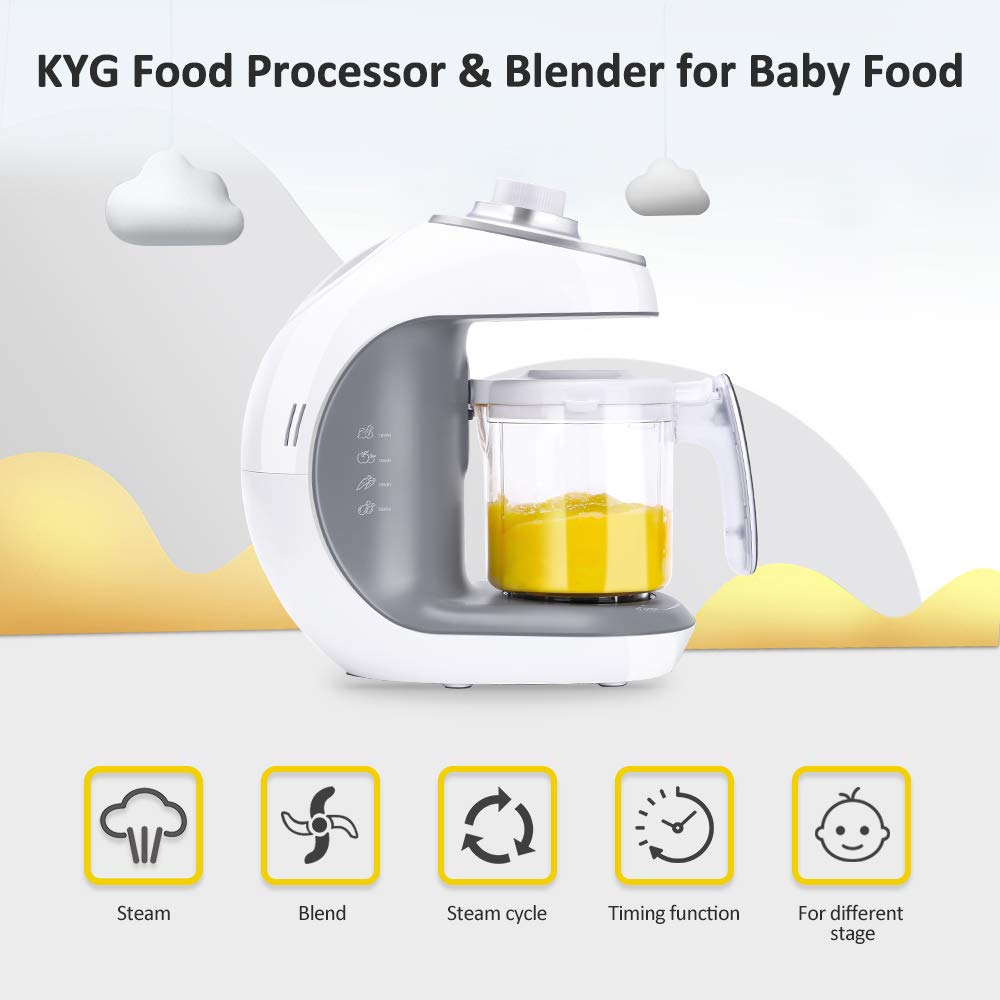 KYG Food Processor & Blender for Baby Food
Steam
Blend
Steam cycle
Timing function
For different
stage